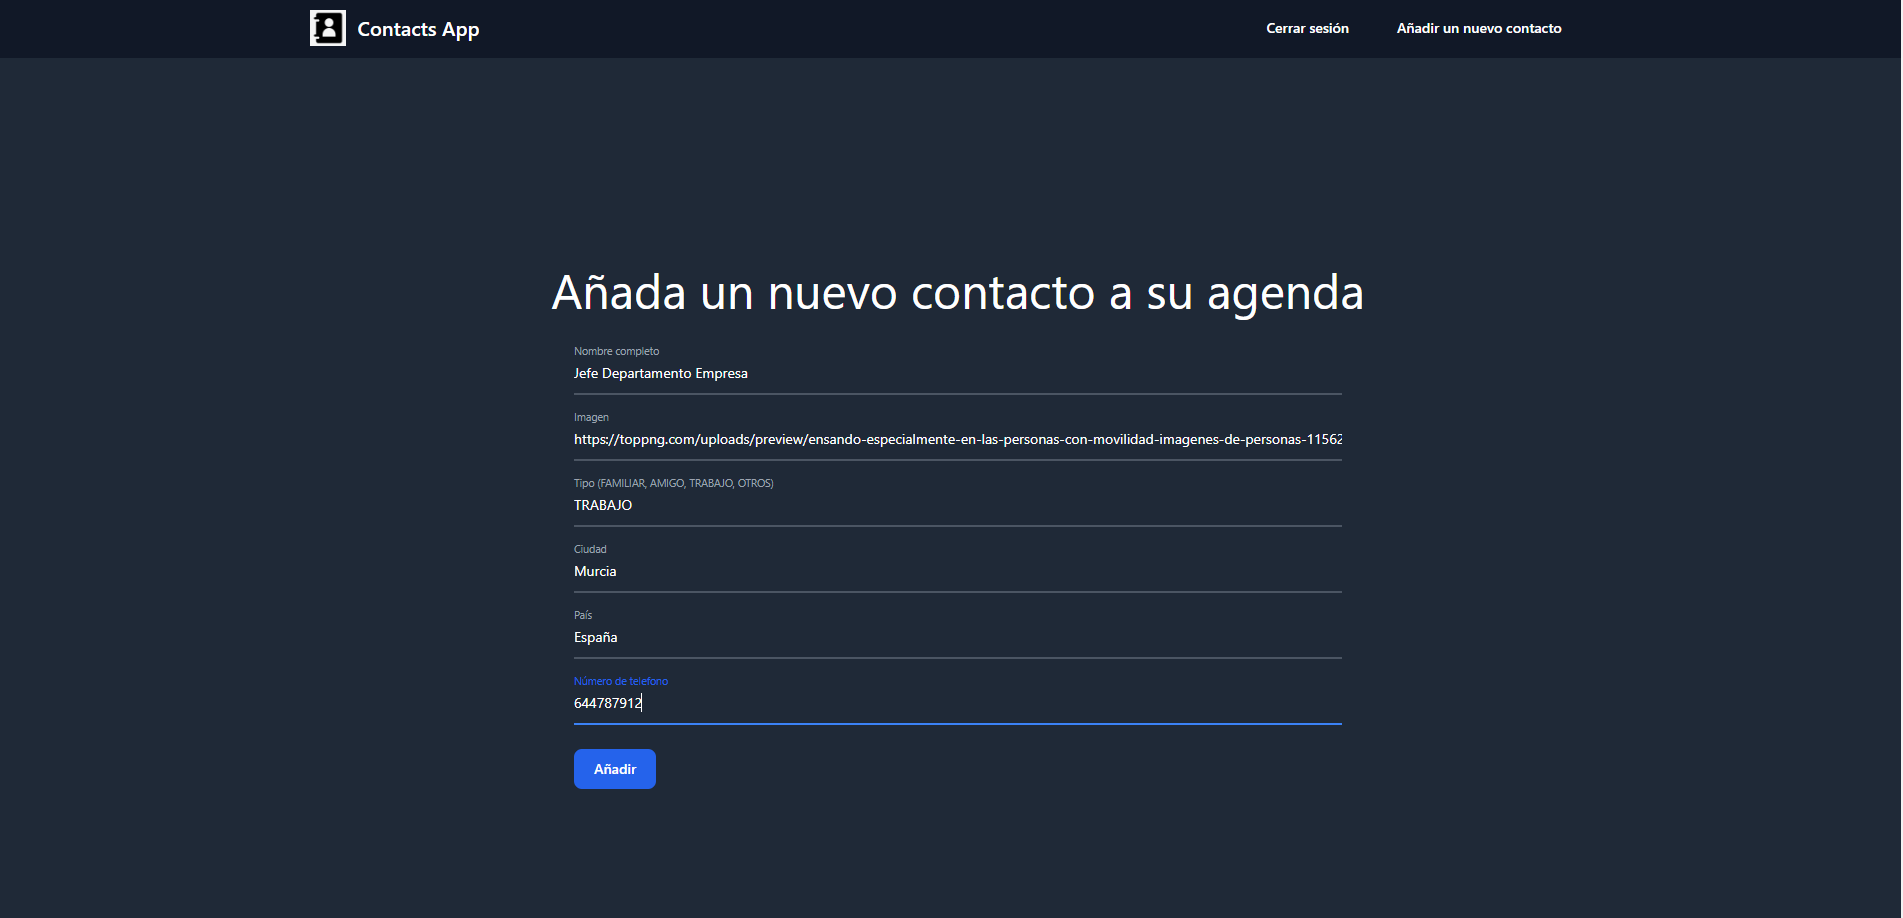 Contacts App
Cerrar sesión
Añadir un nuevo contacto
Añada un nuevo contacto a su agenda
Nombre completo
Jefe Departamento Empresa
Imagen
https://toppng.com/uploads/preview/ensando-especialmente-en-las-personas-con-movilidad-imagenes-de-personas-11562
Tipo (FAMILIAR, AMIGO, TRABAJO, OTROS)
TRABAJO
Ciudad
Murcia
País
España
Número de telefono
644787912
Añadir